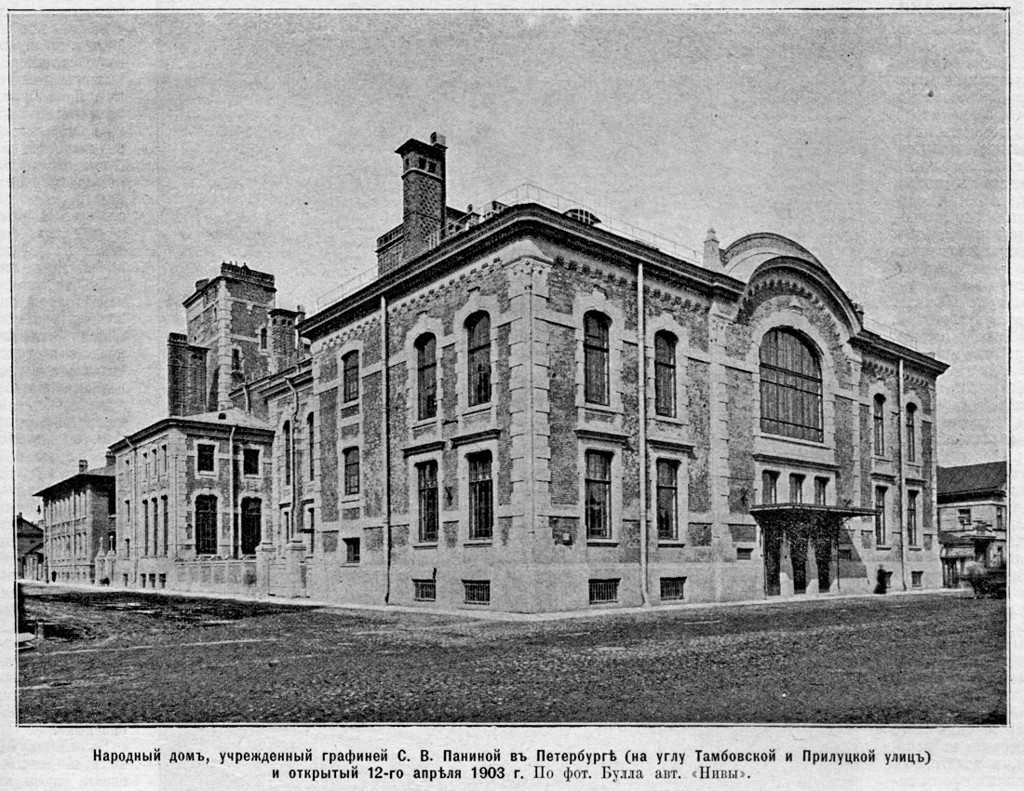 Народный домъ, учрежденный графиней С. В. Паниной въ Петербургѣ (на углу Тамбовской и Прилуцкой улицъ)
и открытый 12-го апрѣля 1903 г. По фот. Булла авт. «Нивы».